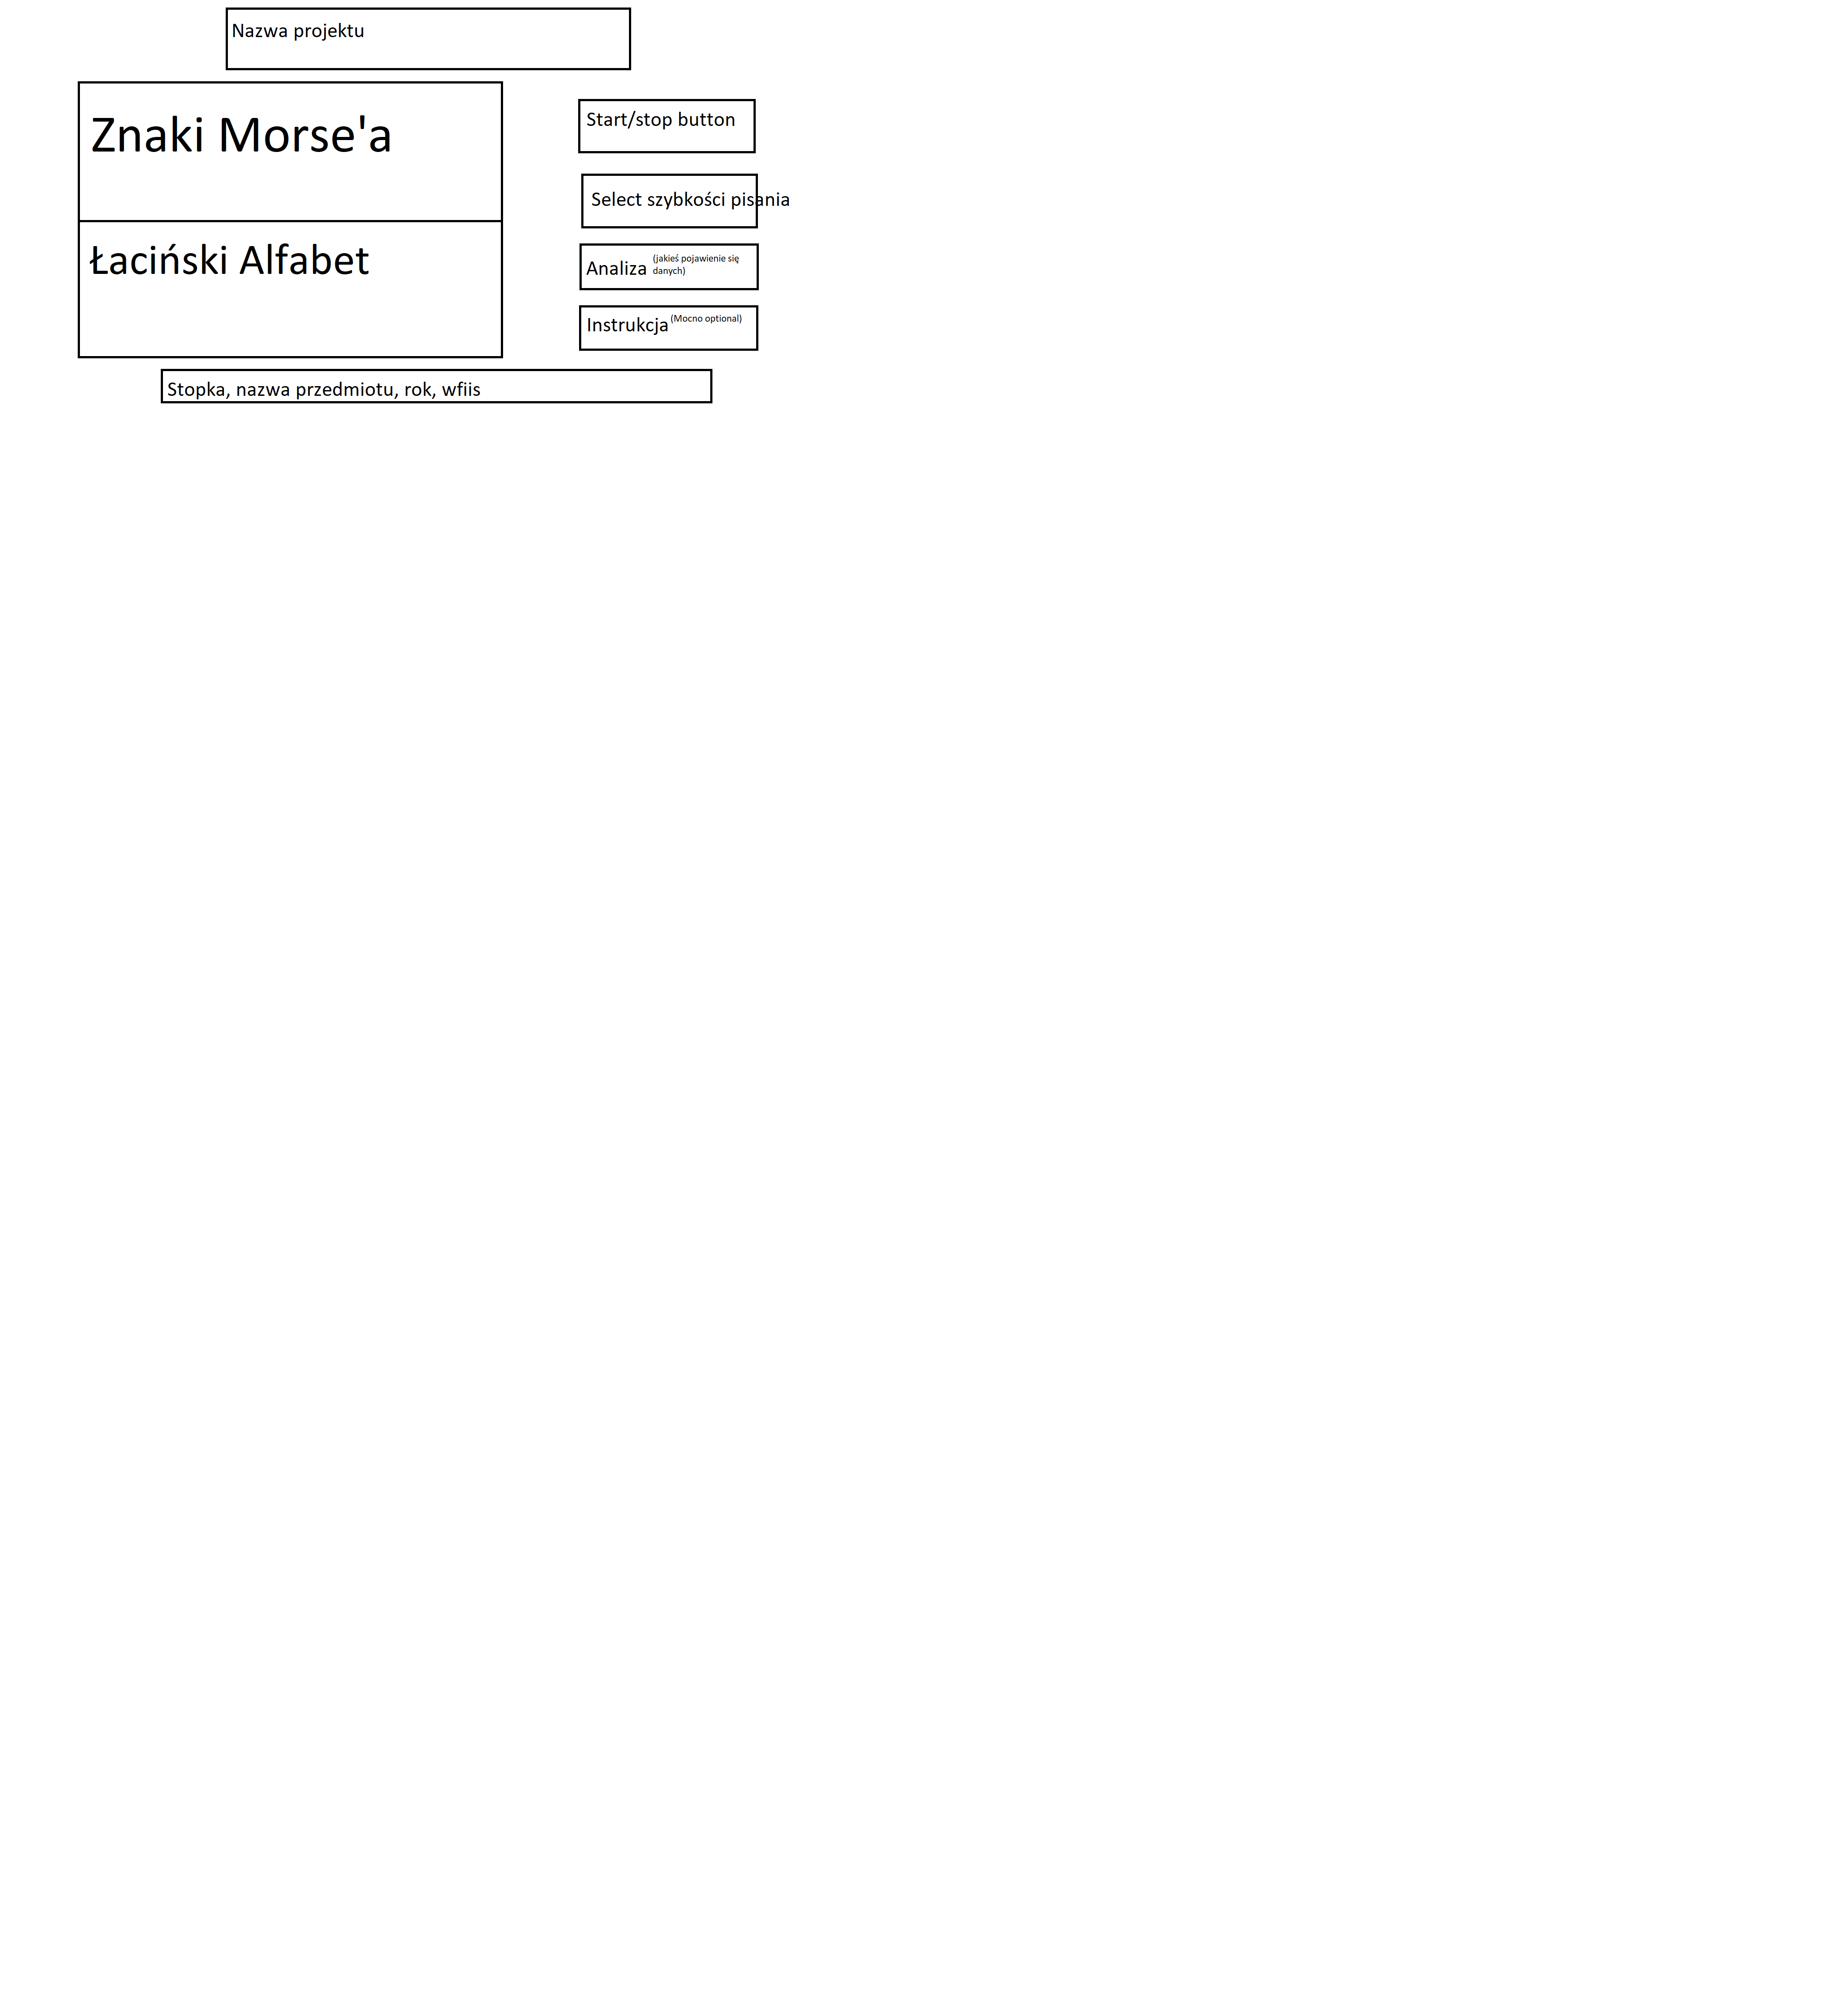 Nazwa projektu
Znaki Morse'a
Łaciński Alfabet
Start/stop button
Select szybkości pisania
Analiza (jakieś pojawienie się
danych)
Instrukcja (Mocno optional)
Stopka, nazwa przedmiotu, rok, wfiis